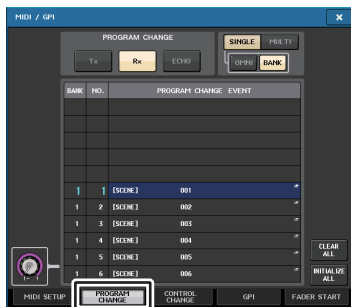 MIDI / GPI
PROGRAM CHANGE
Tx Rx ECHO
SINGLE MULTI
OMNI BANK
BANK NO. PROGRAM CHANGE EVENT
1 1 [SCENE] 001
1 2 [SCENE] 002
1 3 [SCENE] 003
1 4 [SCENE] 004
1 5 [SCENE] 005
1 6 [SCENE] 006
CLEAR ALL
INITIALIZE ALL
MIDI SETUP PROGRAM CHANGE CONTROL CHANGE GPI FADER START